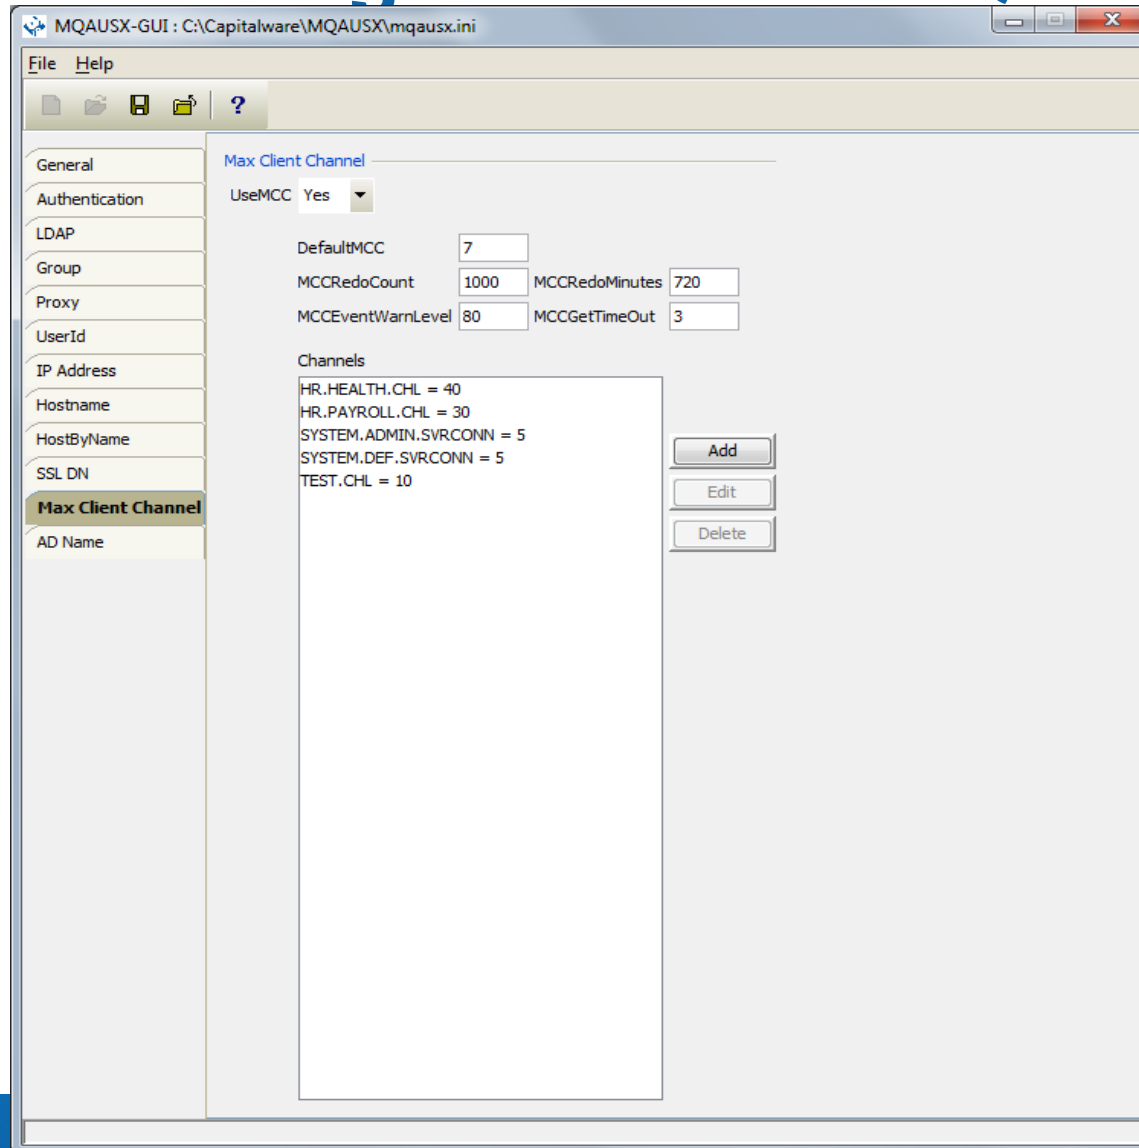 MQAUSX-GUI : C:\Capitalware\MQAUSX\mqausx.ini
File Help
?
General
Authentication
LDAP
Group
Proxy
UserId
IP Address
Hostname
HostByName
SSL DN
Max Client Channel
AD Name
Max Client Channel
UseMCC Yes
DefaultMCC 7
MCCRedoCount 1000 MCCRedoMinutes 720
MCCEventWarnLevel 80 MCCGetTimeOut 3
Channels
HR.HEALTH.CHL = 40
HR.PAYROLL.CHL = 30
SYSTEM.ADMIN.SVRCONN = 5
SYSTEM.DEF.SVRCONN = 5
TEST.CHL = 10
Add
Edit
Delete